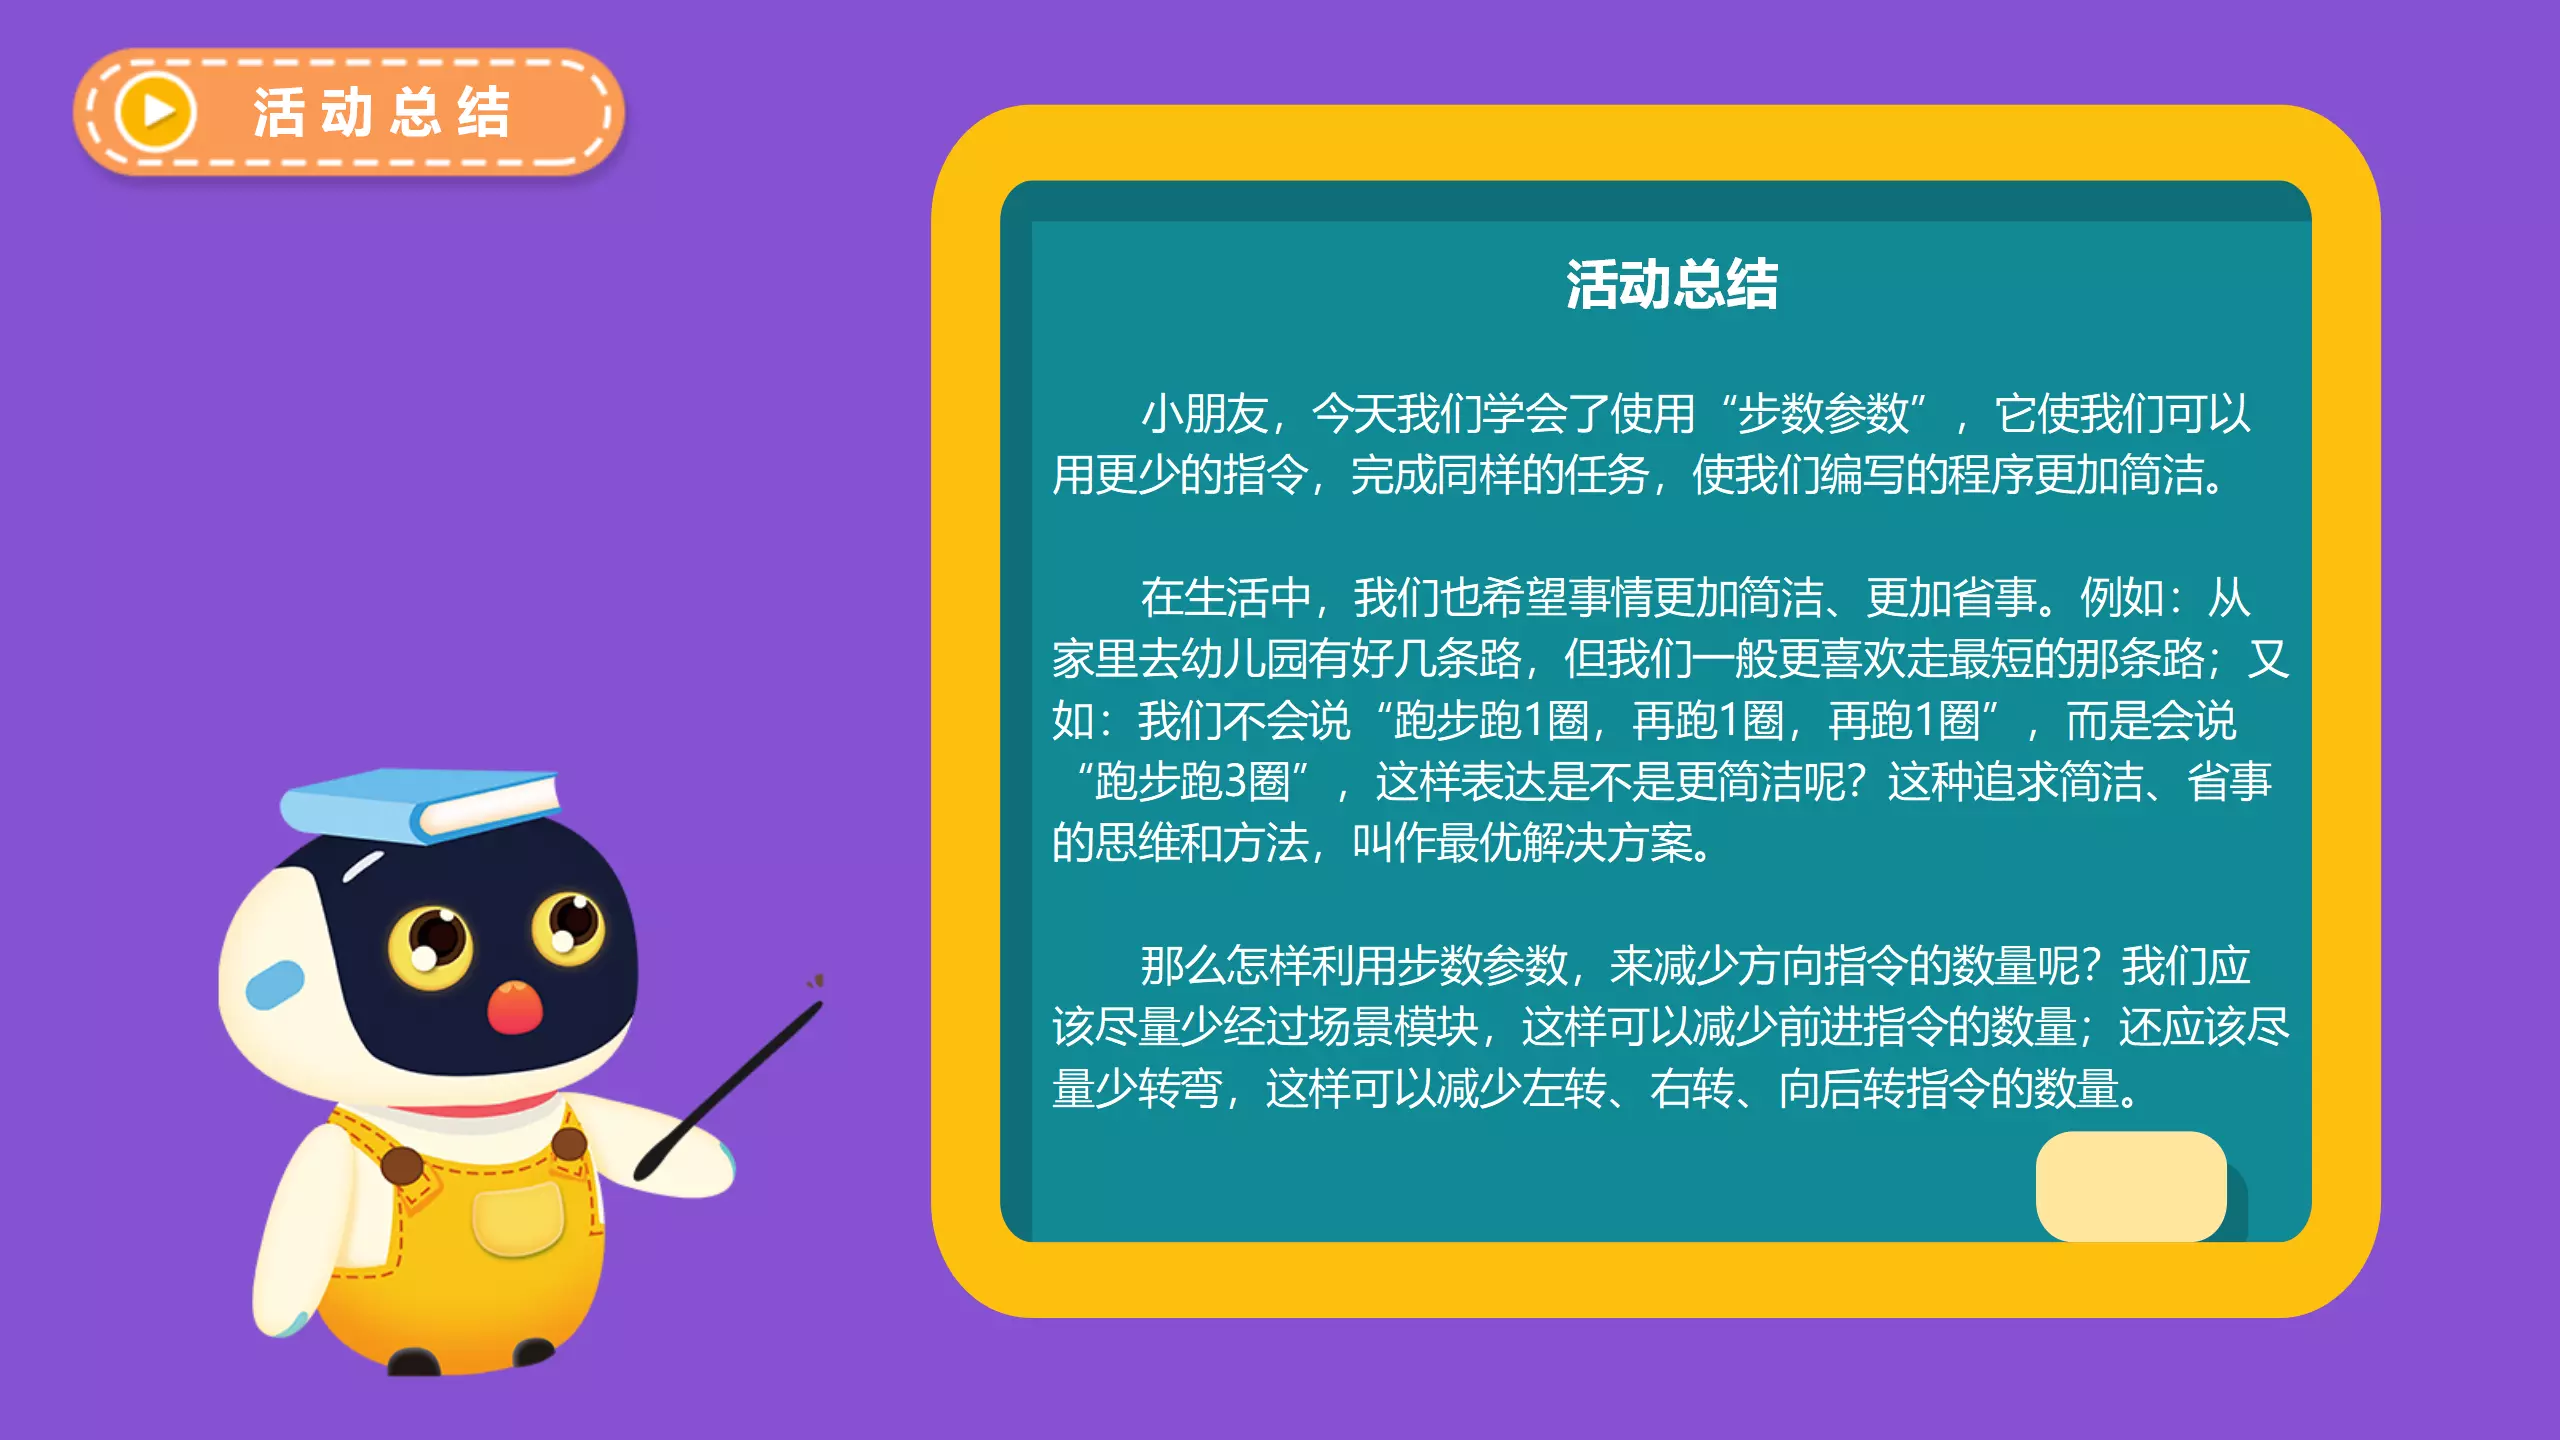 活动总结
活动总结
小朋友，今天我们学会了使用“步数参数”，它使我们可以
用更少的指令，完成同样的任务，使我们编写的程序更加简洁。
在生活中，我们也希望事情更加简洁、更加省事。例如：从
家里去幼儿园有好几条路，但我们一般更喜欢走最短的那条路；又
如：我们不会说“跑步跑1圈，再跑1圈，再跑1圈”，而是会说
“跑步跑3圈”，这样表达是不是更简洁呢？这种追求简洁、省事
的思维和方法，叫作最优解决方案。
那么怎样利用步数参数，来减少方向指令的数量呢？我们应
该尽量少经过场景模块，这样可以减少前进指令的数量；还应该尽
量少转弯，这样可以减少左转、右转、向后转指令的数量。